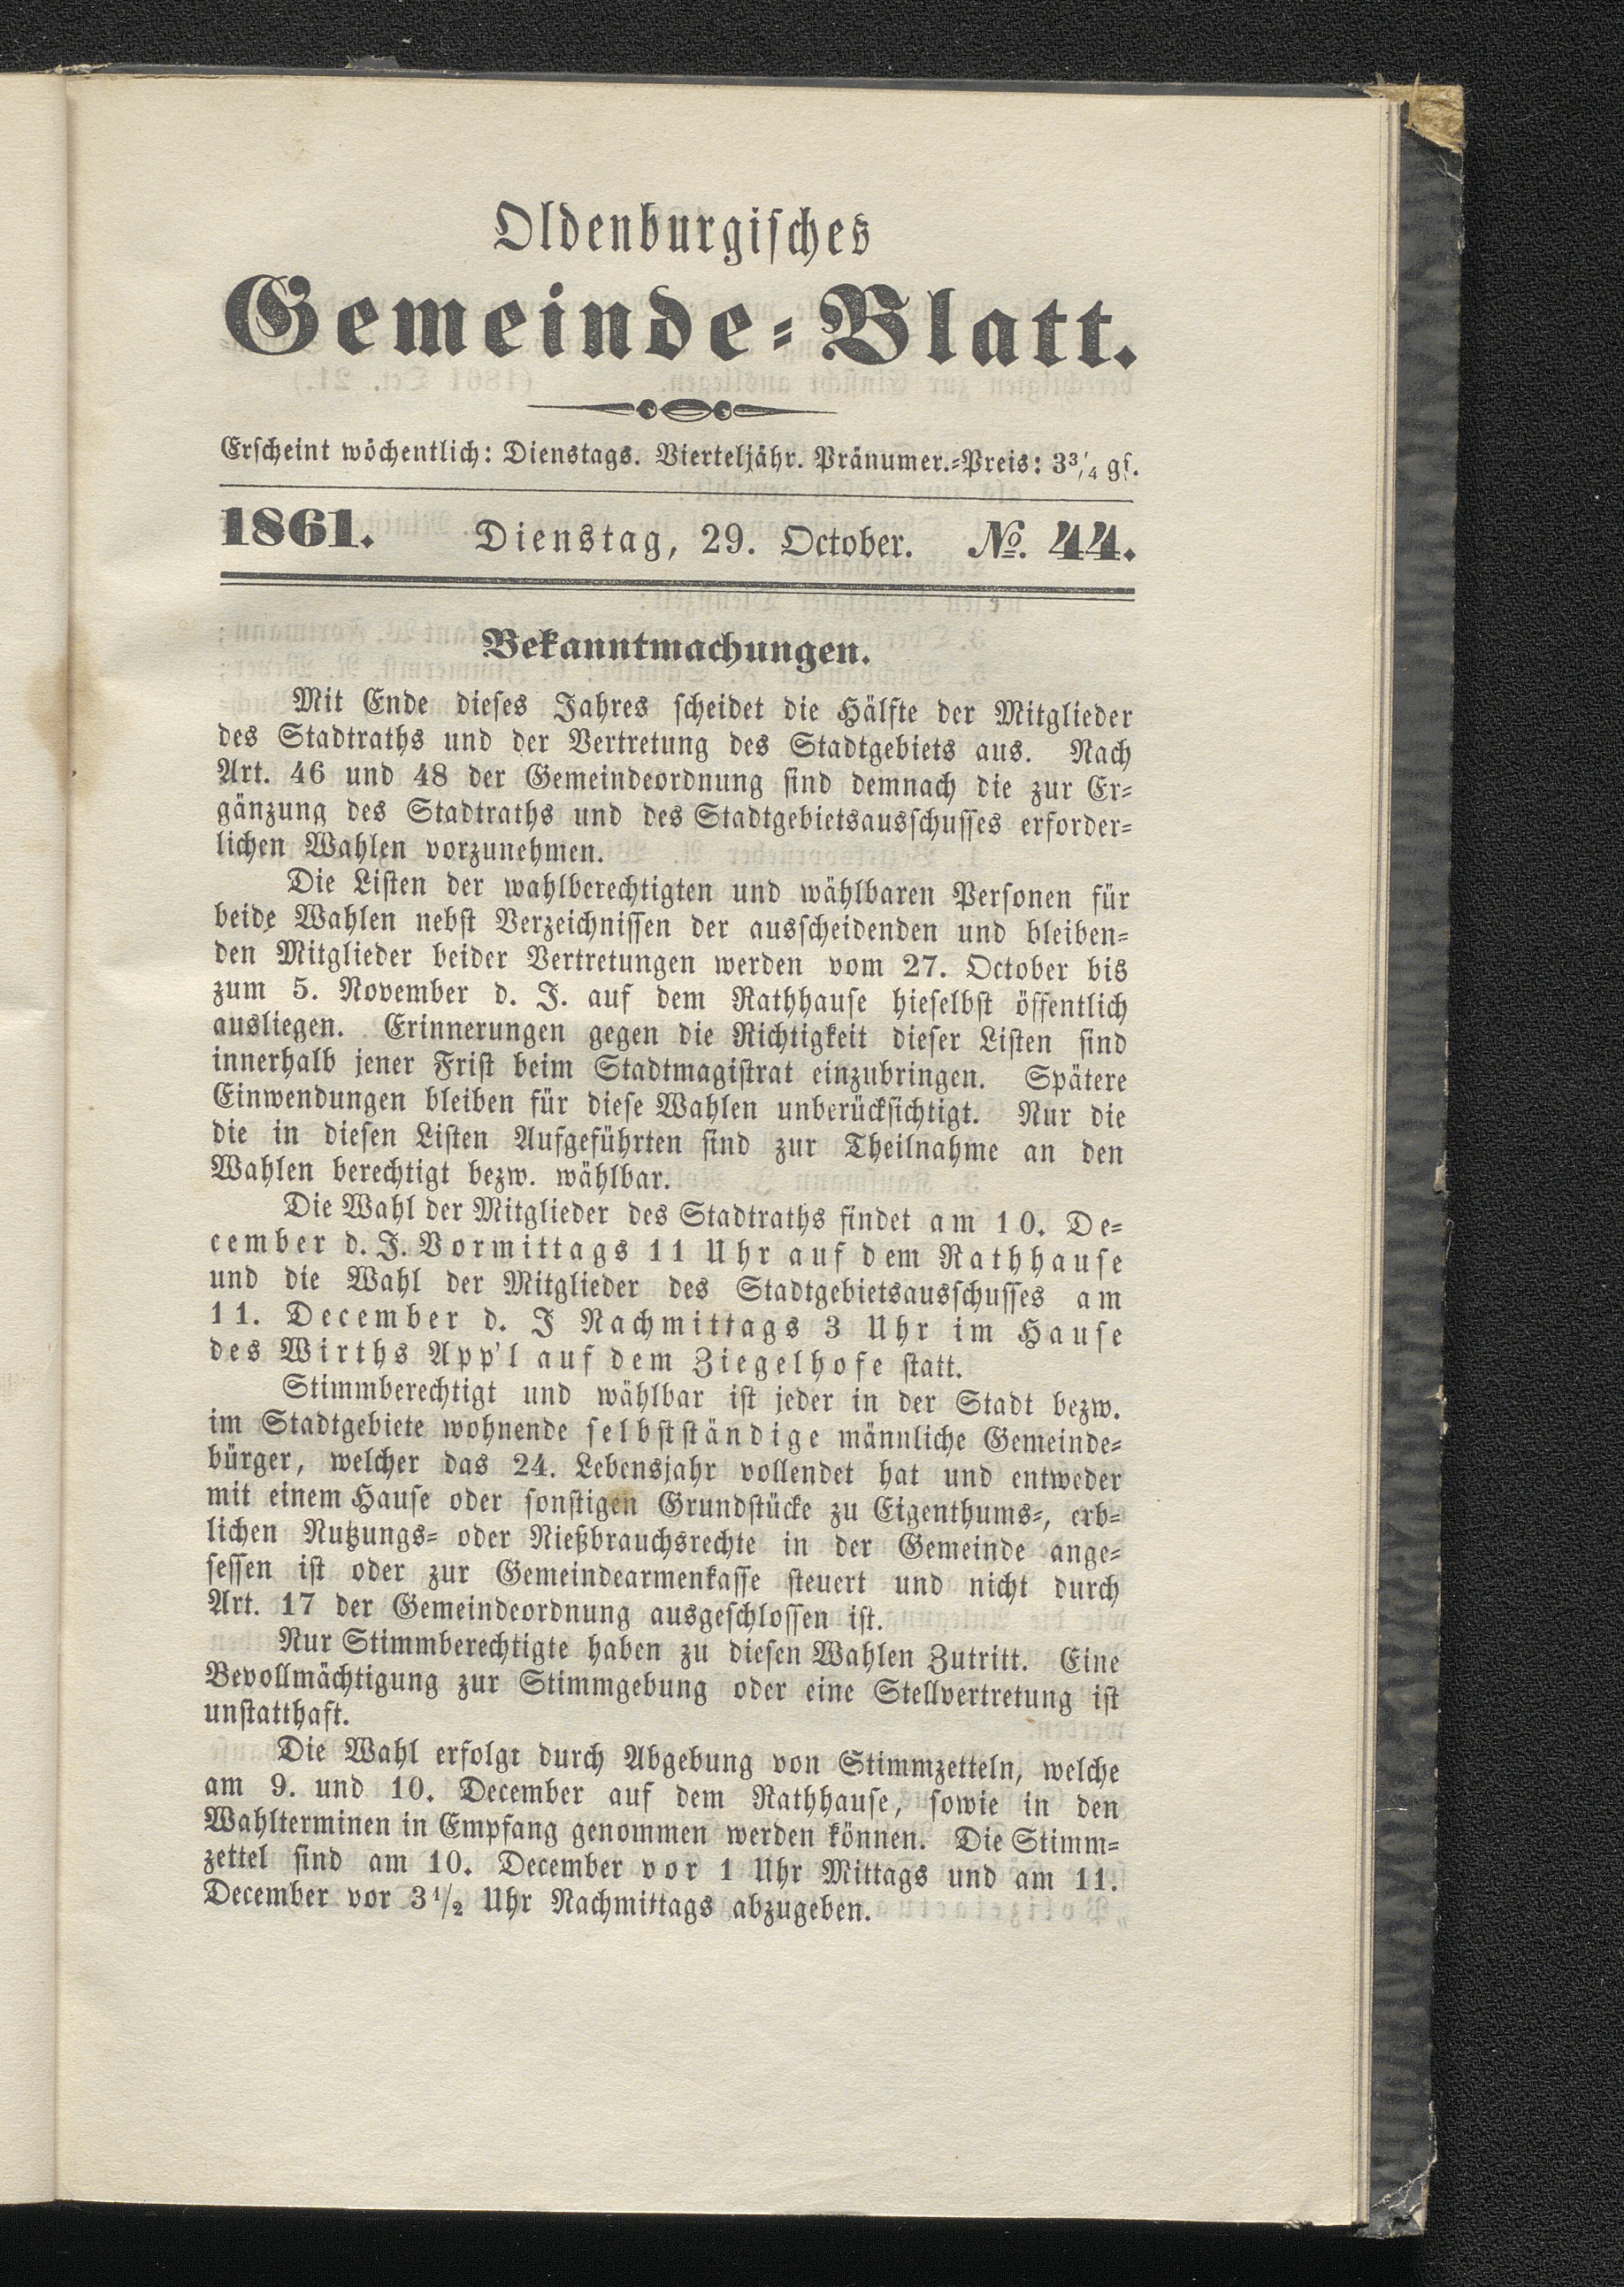 Oldenburgisches
Gemeinde-Blatt.
Erscheint wöchentlich: Dienstags. Vierteljähr. Pränumer.-Preis: 3 3/4 gs.
1861. Dienstag, 29. October. No. 44.
Bekanntmachungen.
Mit Ende dieses Jahres scheidet die Hälfte der Mitglieder
des Stadtraths und der Vertretung des Stadtgebiets aus. Nach
Art. 46 und 48 der Gemeindeordnung sind demnach die zur Er-
gänzung des Stadtraths und des Stadtgebietsausschusses erforder-
lichen Wahlen vorzunehmen.
Die Listen der wahlberechtigten und wählbaren Personen für
beide Wahlen nebst Verzeichnissen der ausscheidenden und bleiben-
den Mitglieder beider Vertretungen werden vom 27. October bis
zum 5. November d. J. auf dem Rathhause hieselbst öffentlich
ausliegen. Erinnerungen gegen die Richtigkeit dieser Listen sind
innerhalb jener Frist beim Stadtmagistrat einzubringen. Spätere
Einwendungen bleiben für diese Wahlen unberücksichtigt. Nur die
die in diesen Listen Aufgeführten sind zur Theilnahme an den
Wahlen berechtigt bezw. wählbar.
Die Wahl der Mitglieder des Stadtraths findet am 10. De-
cember d. J. Vormittags 11 Uhr auf dem Rathhause
und die Wahl der Mitglieder des Stadtgebietsausschusses am
11. December d. J Nachmittags 3 Uhr im Hause
des Wirths App'l auf dem Ziegelhofe statt.
Stimmberechtigt und wählbar ist jeder in der Stadt bezw.
im Stadtgebiete wohnende selbstständige männliche Gemeinde-
bürger, welcher das 24. Lebensjahr vollendet hat und entweder
mit einem Hause oder sonstigen Grundstücke zu Eigenthums-, erb-
lichen Nutzungs- oder Nießbrauchsrechte in der Gemeinde ange-
sessen ist oder zur Gemeindearmenkasse steuert und nicht durch
Art. 17 der Gemeindeordnung ausgeschlossen ist.
Nur Stimmberechtigte haben zu diesen Wahlen Zutritt. Eine
Bevollmächtigung zur Stimmgebung oder eine Stellvertretung ist
unstatthaft.
Die Wahl erfolgt durch Abgebung von Stimmzetteln, welche
am 9. und 10. December auf dem Rathhause, sowie in den
Wahlterminen in Empfang genommen werden können. Die Stimm-
zettel sind am 10. December vor 1 Uhr Mittags und am 11.
December vor 3 1/2 Uhr Nachmittags abzugeben.